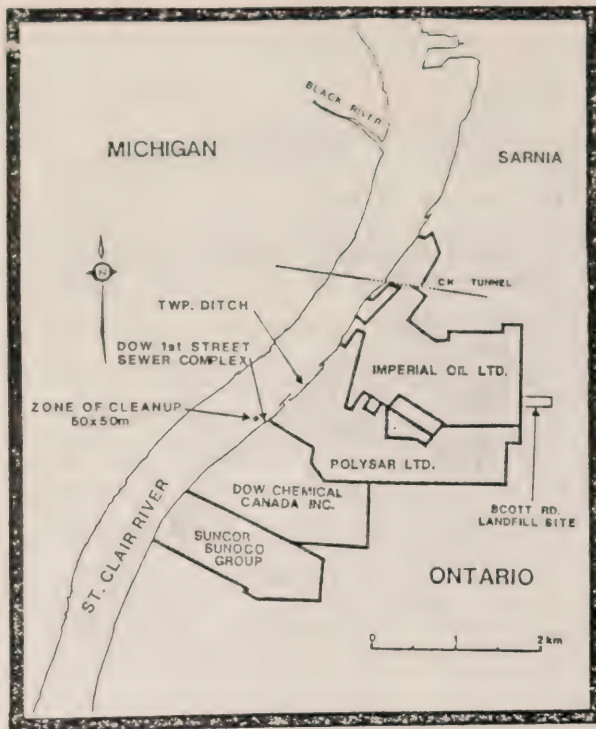 BLACK RIVER
MICHIGAN
SARNIA
N
C.N. TUNNEL
TWP. DITCH
DOW 1st STREET
SEWER COMPLEX
IMPERIAL OIL LTD.
ZONE OF CLEANUP
50x50m
POLYSAR LTD.
DOW CHEMICAL
CANADA INC.
SCOTT RD.
LANDFILL SITE
SUNCOR
SUNOCO
GROUP
ST. CLAIR RIVER
ONTARIO
0 1 2 km